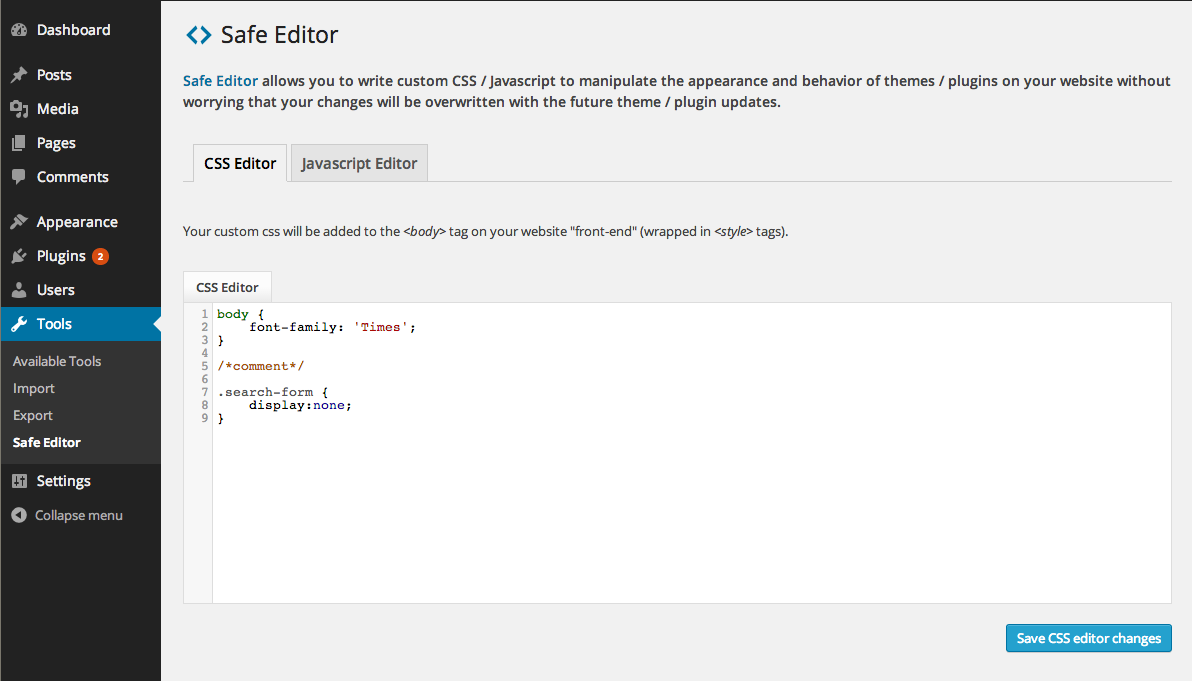 Dashboard
Posts
Media
Pages
Comments
Appearance
Plugins 2
Users
Tools
Available Tools
Import
Export
Safe Editor
Settings
Collapse menu
Safe Editor
Safe Editor allows you to write custom CSS / Javascript to manipulate the appearance and behavior of themes / plugins on your website without
worrying that your changes will be overwritten with the future theme / plugin updates.
CSS Editor Javascript Editor
Your custom css will be added to the <body> tag on your website "front-end" (wrapped in <style> tags).
CSS Editor
1 body {
2     font-family: 'Times';
3 }
4
5 /*comment*/
6
7 .search-form {
8     display:none;
9 }
Save CSS editor changes